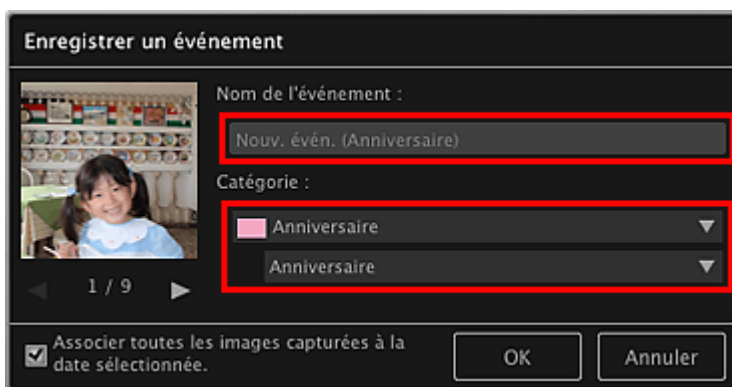 Enregistrer un événement
Nom de l'événement :
Nouv. évén. (Anniversaire)
Catégorie :
Anniversaire
Anniversaire
1 / 9
Associer toutes les images capturées à la
date sélectionnée.
OK
Annuler